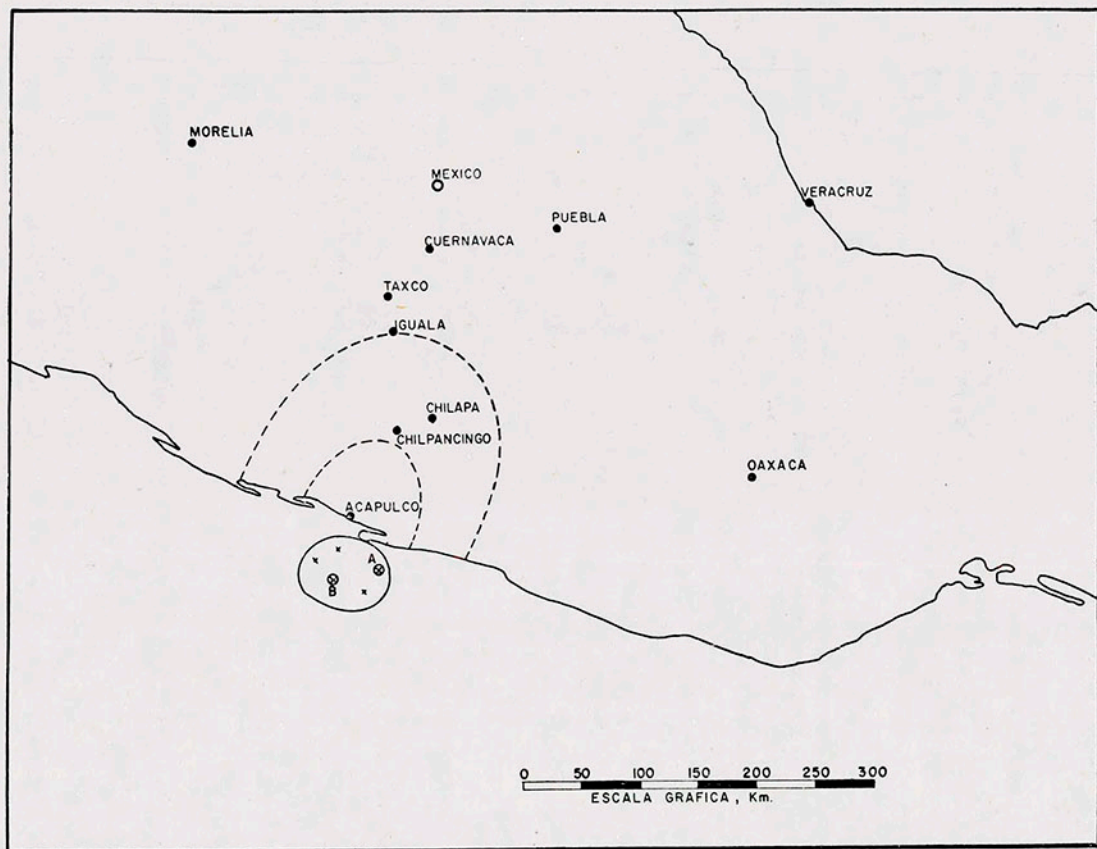 MORELIA
MEXICO
VERACRUZ
PUEBLA
CUERNAVACA
TAXCO
IGUALA
CHILAPA
CHILPANCINGO
OAXACA
ACAPULCO
A
B
0 50 100 150 200 250 300
ESCALA GRAFICA, Km.